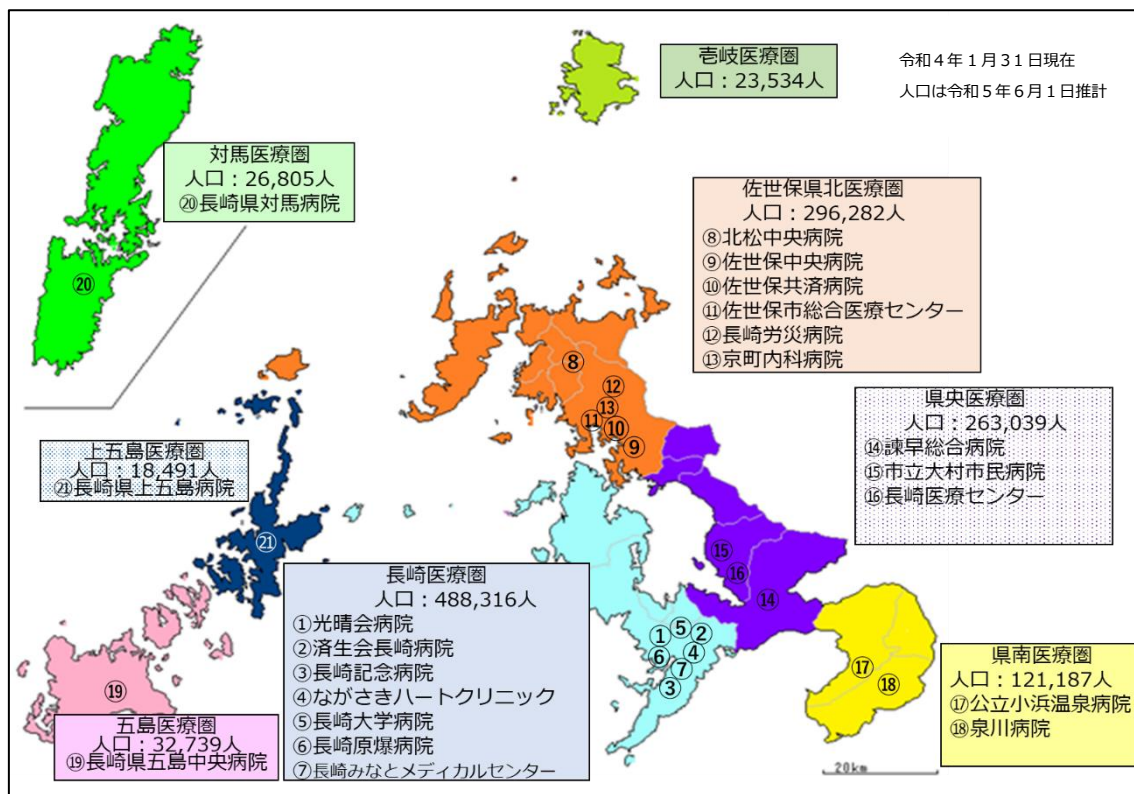 壱岐医療圏
人口：23,534人
令和４年１月３１日現在
人口は令和５年６月１日推計
対馬医療圏
人口：26,805人
⑳長崎県対馬病院
佐世保県北医療圏
人口：296,282人
⑧北松中央病院
⑨佐世保中央病院
⑩佐世保共済病院
⑪佐世保市総合医療センター
⑫長崎労災病院
⑬京町内科病院
⑳
⑧
⑫
⑬
⑪
⑩
⑨
県央医療圏
人口：263,039人
⑭諫早総合病院
⑮市立大村市民病院
⑯長崎医療センター
上五島医療圏
人口：18,491人
㉑長崎県上五島病院
㉑
⑮
⑯
⑭
長崎医療圏
人口：488,316人
①光晴会病院
②済生会長崎病院
③長崎記念病院
④ながさきハートクリニック
⑤長崎大学病院
⑥長崎原爆病院
⑦長崎みなとメディカルセンター
①
⑤
②
⑥
④
⑦
③
⑰
⑱
県南医療圏
人口：121,187人
⑰公立小浜温泉病院
⑱泉川病院
⑲
五島医療圏
人口：32,739人
⑲長崎県五島中央病院
20km